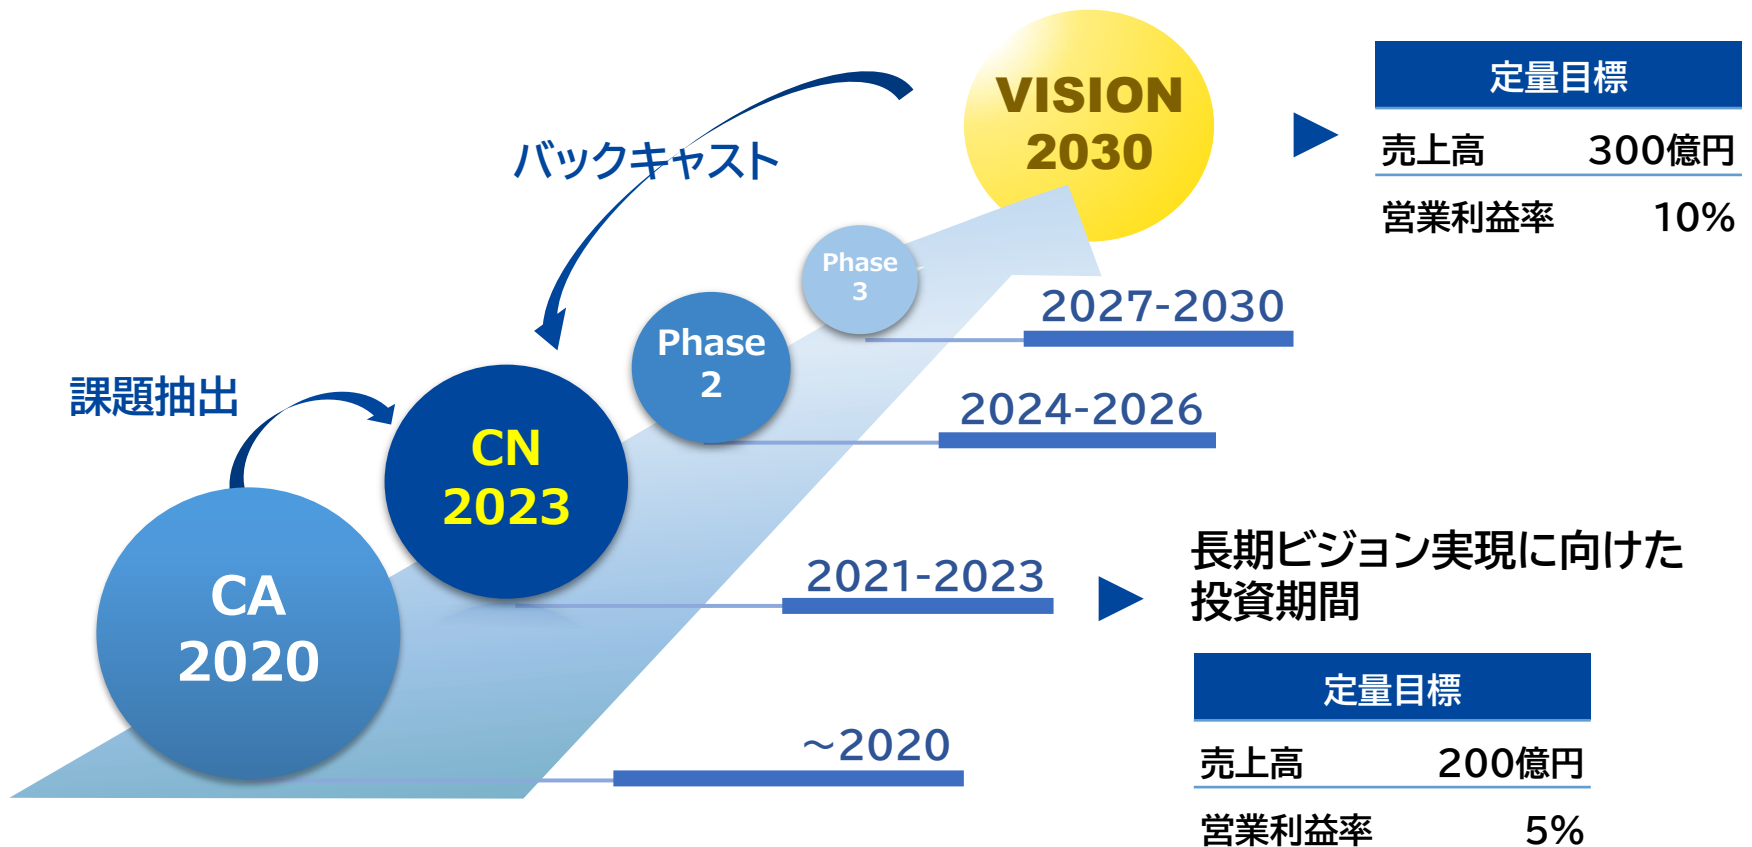 VISION
2030
定量目標
売上高 300億円
営業利益率 10%
バックキャスト
Phase
3
2027-2030
Phase
2
2024-2026
課題抽出
CN
2023
2021-2023
長期ビジョン実現に向けた
投資期間
CA
2020
～2020
定量目標
売上高 200億円
営業利益率 5%